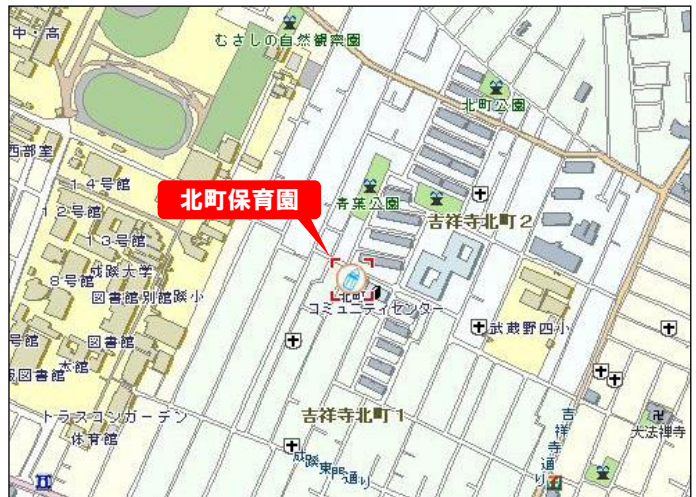 中・高
むさしの自然観察園
北町公園
西部室
14号館
12号館
北町保育園
青葉公園
吉祥寺北町2
13号館
成蹊大学
8号館
図書館別館蹊小
北町
コミュニティセンター
武蔵野四小
号館
図書館
本館
図書館
トラスコンガーデン
体育館
吉祥寺北町1
成蹊東門通り
吉祥寺通り
大法禅寺